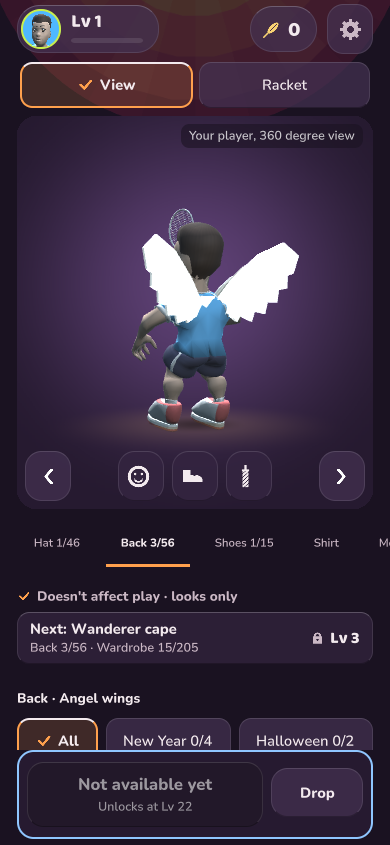 Lv 1
0
View
Racket
Your player, 360 degree view
Hat 1/46
Back 3/56
Shoes 1/15
Shirt
Doesn't affect play · looks only
Next: Wanderer cape
Back 3/56 · Wardrobe 15/205
Lv 3
Back · Angel wings
All
New Year 0/4
Halloween 0/2
Not available yet
Unlocks at Lv 22
Drop